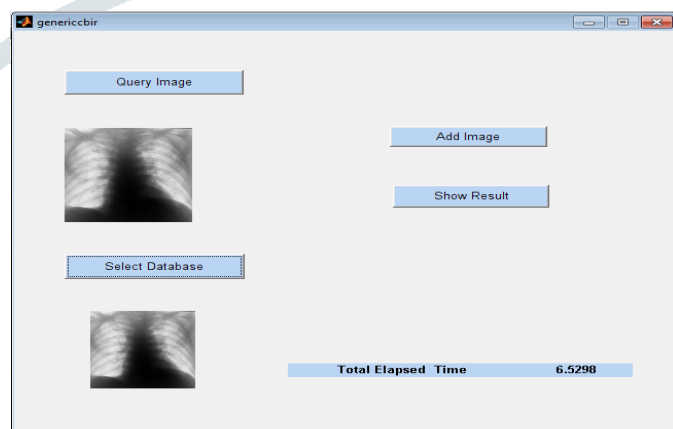 genericcbir
Query Image
Add Image
Show Result
Select Database
Total Elapsed Time 6.5298